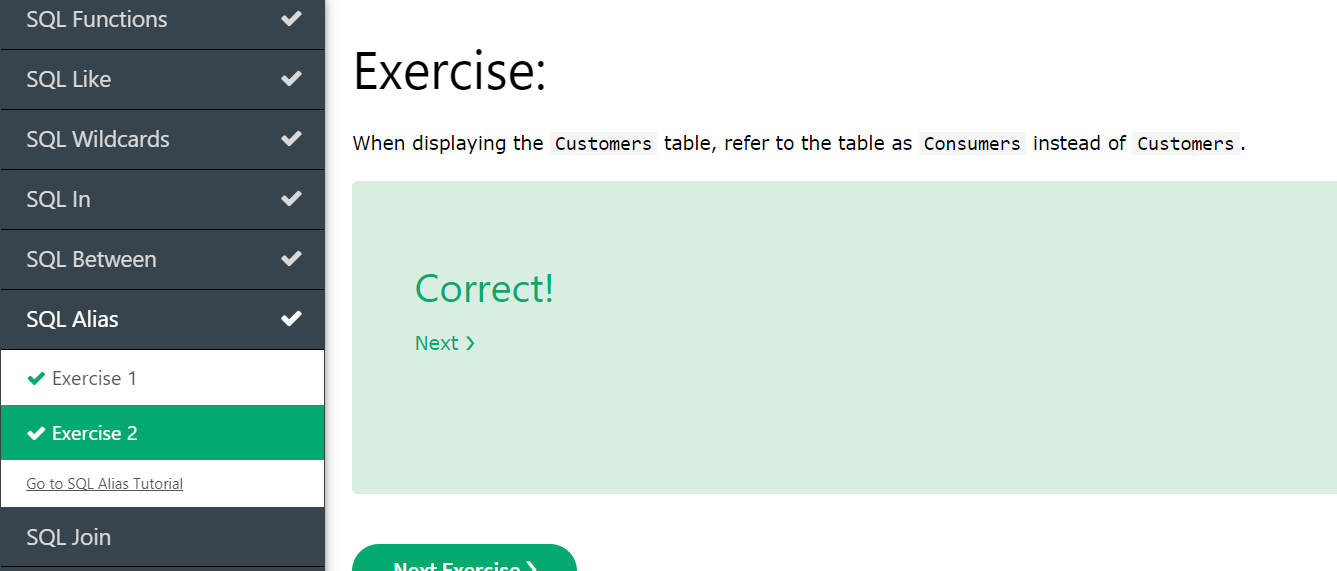 SQL Functions
SQL Like
SQL Wildcards
SQL In
SQL Between
SQL Alias
Exercise 1
Exercise 2
Go to SQL Alias Tutorial
SQL Join
Exercise:
When displaying the Customers table, refer to the table as Consumers instead of Customers.
Correct!
Next ❯
Next Exercise ❯